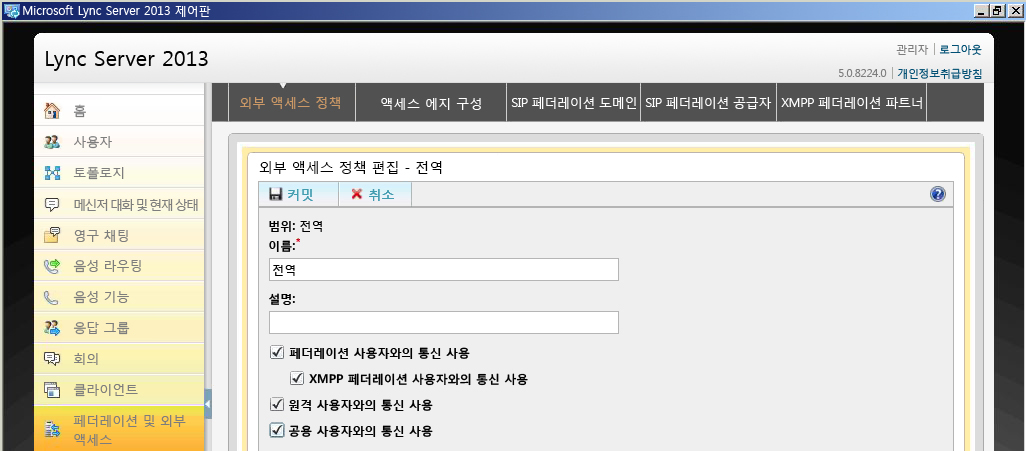 Microsoft Lync Server 2013 제어판
Lync Server 2013
관리자 | 로그아웃
5.0.8224.0 | 개인정보취급방침
홈
사용자
토폴로지
메신저 대화 및 현재 상태
영구 채팅
음성 라우팅
음성 기능
응답 그룹
회의
클라이언트
페더레이션 및 외부
액세스
외부 액세스 정책
액세스 에지 구성
SIP 페더레이션 도메인
SIP 페더레이션 공급자
XMPP 페더레이션 파트너
외부 액세스 정책 편집 - 전역
커밋
취소
범위: 전역
이름:*
전역
설명:
페더레이션 사용자와의 통신 사용
XMPP 페더레이션 사용자와의 통신 사용
원격 사용자와의 통신 사용
공용 사용자와의 통신 사용